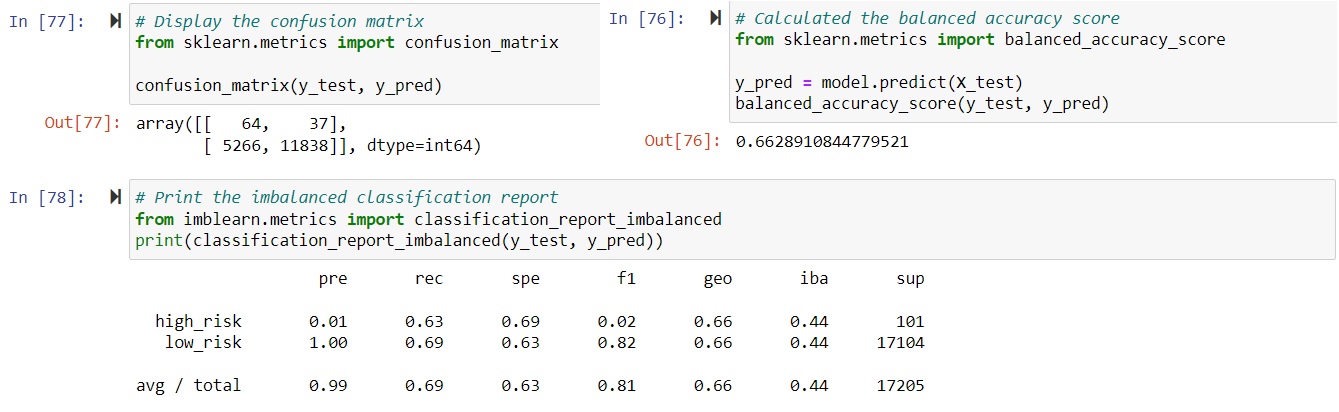 In [77]: # Display the confusion matrix
from sklearn.metrics import confusion_matrix
confusion_matrix(y_test, y_pred)
Out[77]: array([[   64,    37],
       [ 5266, 11838]], dtype=int64)
In [76]: # Calculated the balanced accuracy score
from sklearn.metrics import balanced_accuracy_score
y_pred = model.predict(X_test)
balanced_accuracy_score(y_test, y_pred)
Out[76]: 0.6628910844779521
In [78]: # Print the imbalanced classification report
from imblearn.metrics import classification_report_imbalanced
print(classification_report_imbalanced(y_test, y_pred))
pre rec spe f1 geo iba sup
high_risk 0.01 0.63 0.69 0.02 0.66 0.44 101
low_risk 1.00 0.69 0.63 0.82 0.66 0.44 17104
avg / total 0.99 0.69 0.63 0.81 0.66 0.44 17205